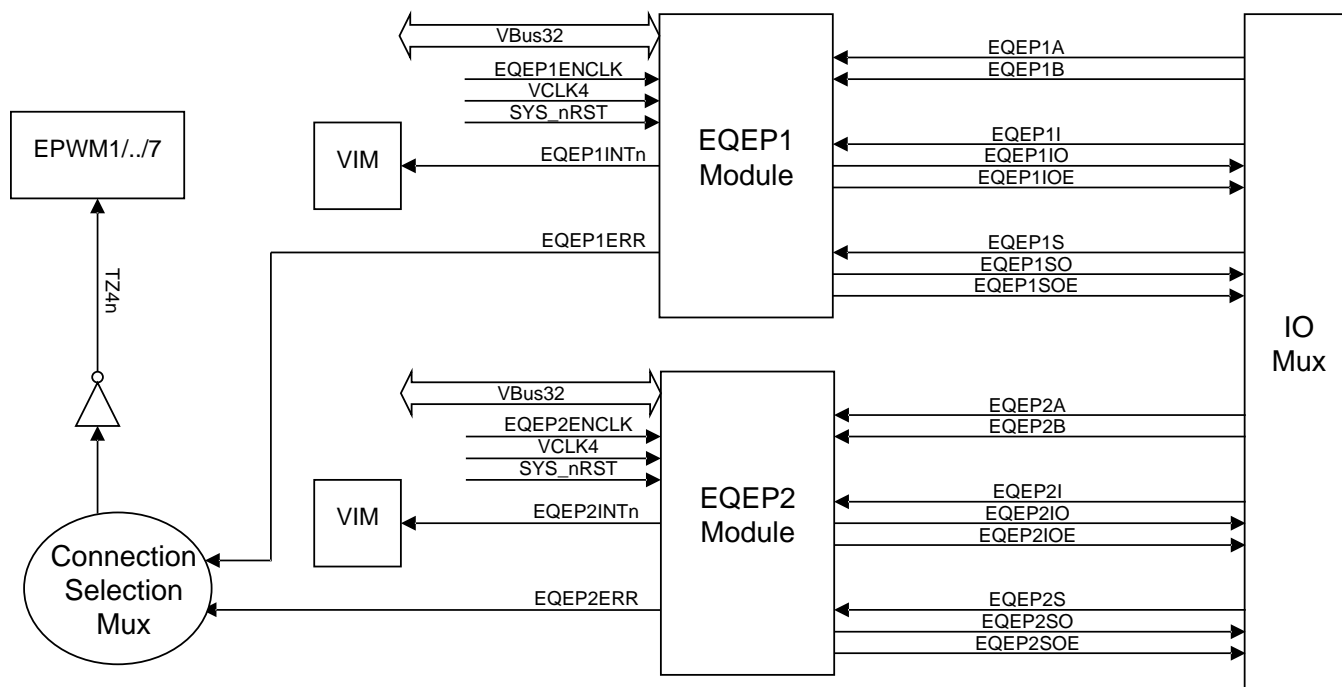 VBus32
EQEP1ENCLK
VCLK4
SYS_nRST
EPWM1/../7
VIM
EQEP1INTn
EQEP1
Module
EQEP1ERR
EQEP1A
EQEP1B
EQEP1I
EQEP1IO
EQEP1IOE
EQEP1S
EQEP1SO
EQEP1SOE
IO
Mux
TZ4n
VBus32
EQEP2ENCLK
VCLK4
SYS_nRST
VIM
EQEP2INTn
EQEP2
Module
EQEP2ERR
EQEP2A
EQEP2B
EQEP2I
EQEP2IO
EQEP2IOE
EQEP2S
EQEP2SO
EQEP2SOE
Connection
Selection
Mux